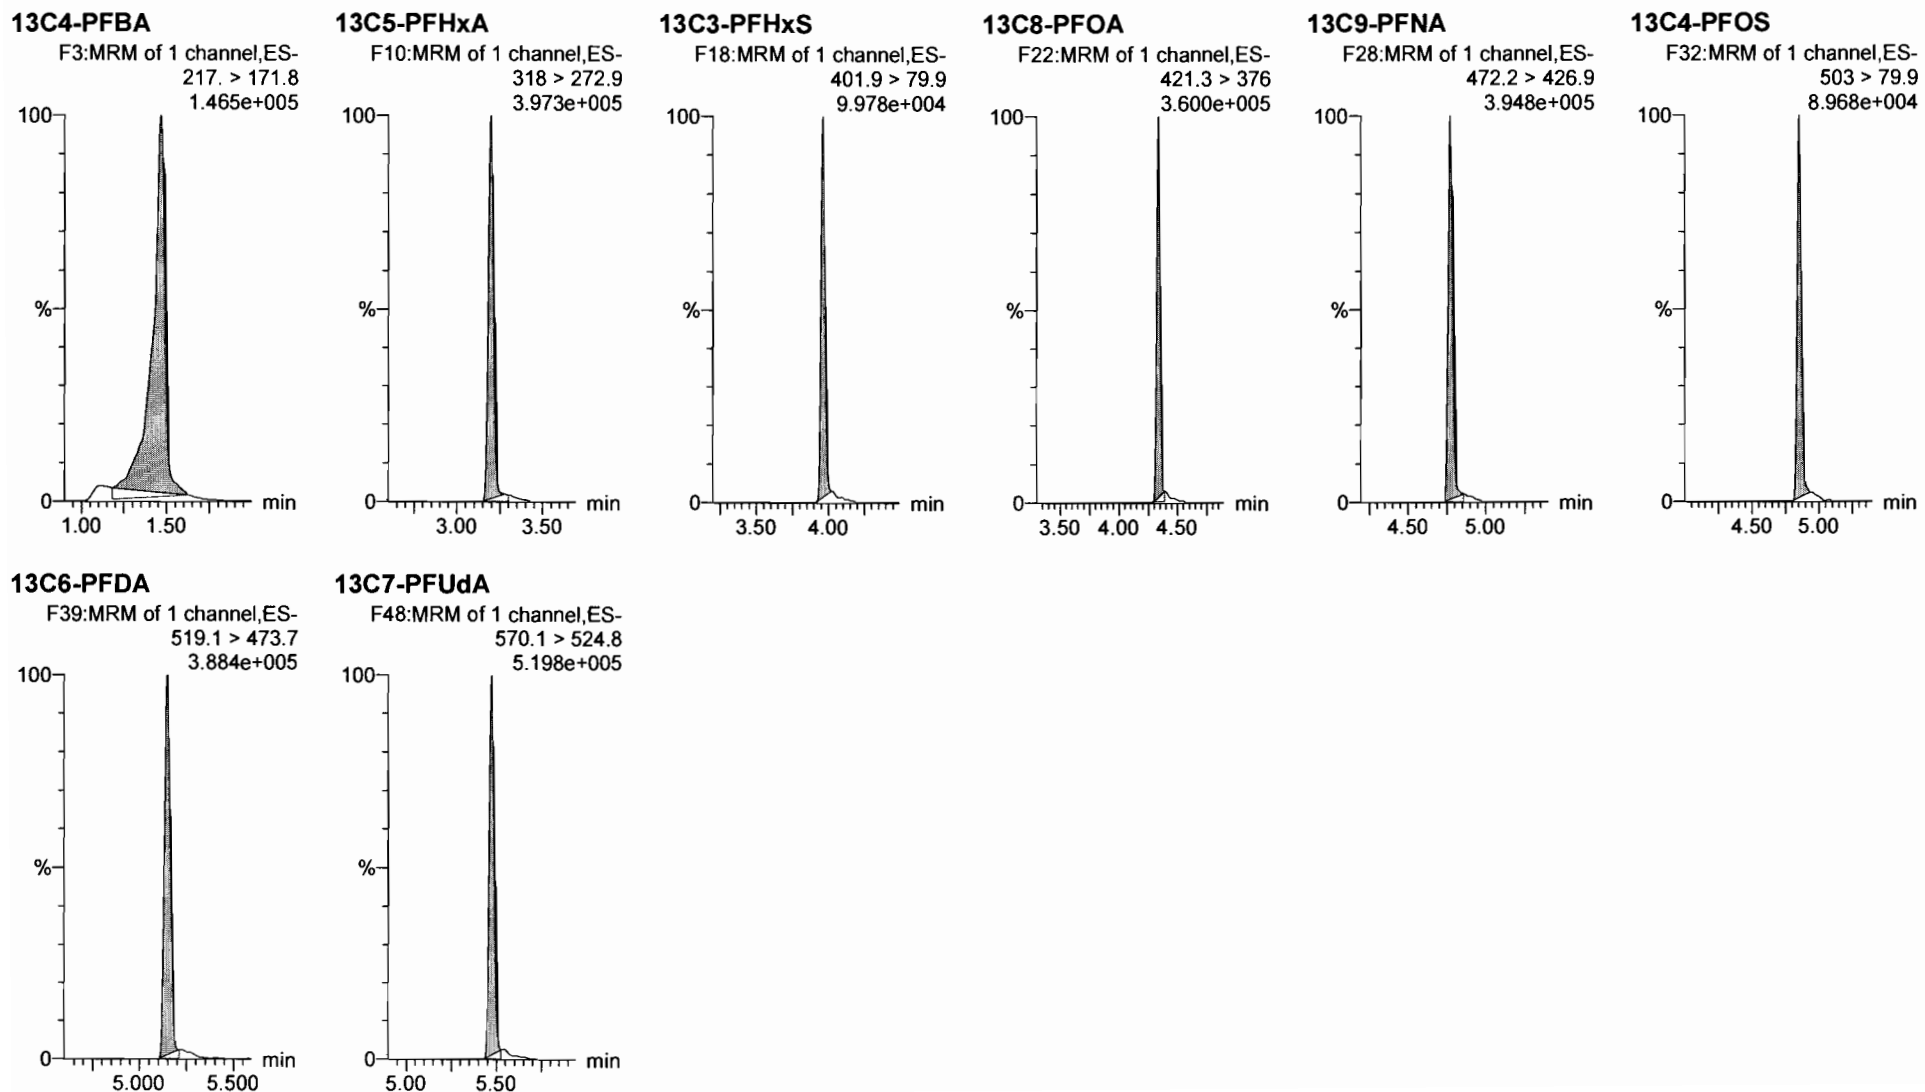 13C4-PFBA
F3:MRM of 1 channel,ES-
217. > 171.8
1.465e+005
100
%
0
min
1.00 1.50
13C5-PFHxA
F10:MRM of 1 channel,ES-
318 > 272.9
3.973e+005
100
%
0
min
3.00 3.50
13C3-PFHxS
F18:MRM of 1 channel,ES-
401.9 > 79.9
9.978e+004
100
%
0
min
3.50 4.00
13C8-PFOA
F22:MRM of 1 channel,ES-
421.3 > 376
3.600e+005
100
%
0
min
3.50 4.00 4.50
13C9-PFNA
F28:MRM of 1 channel,ES-
472.2 > 426.9
3.948e+005
100
%
0
min
4.50 5.00
13C4-PFOS
F32:MRM of 1 channel,ES-
503 > 79.9
8.968e+004
100
%
0
min
4.50 5.00
13C6-PFDA
F39:MRM of 1 channel,ES-
519.1 > 473.7
3.884e+005
100
%
0
min
5.000 5.500
13C7-PFUdA
F48:MRM of 1 channel,ES-
570.1 > 524.8
5.198e+005
100
%
0
min
5.00 5.50